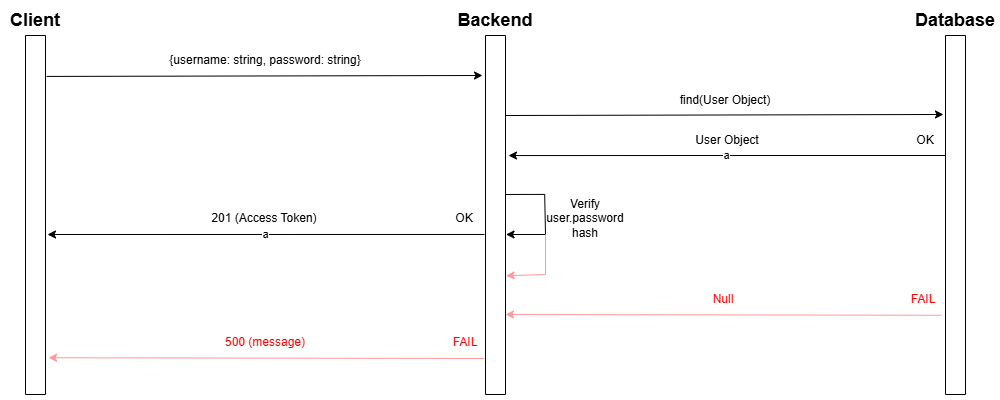 Client
Backend
Database
{username: string, password: string}
find(User Object)
User Object
OK
a
Verify
user.password
hash
201 (Access Token)
OK
a
Null
FAIL
500 (message)
FAIL